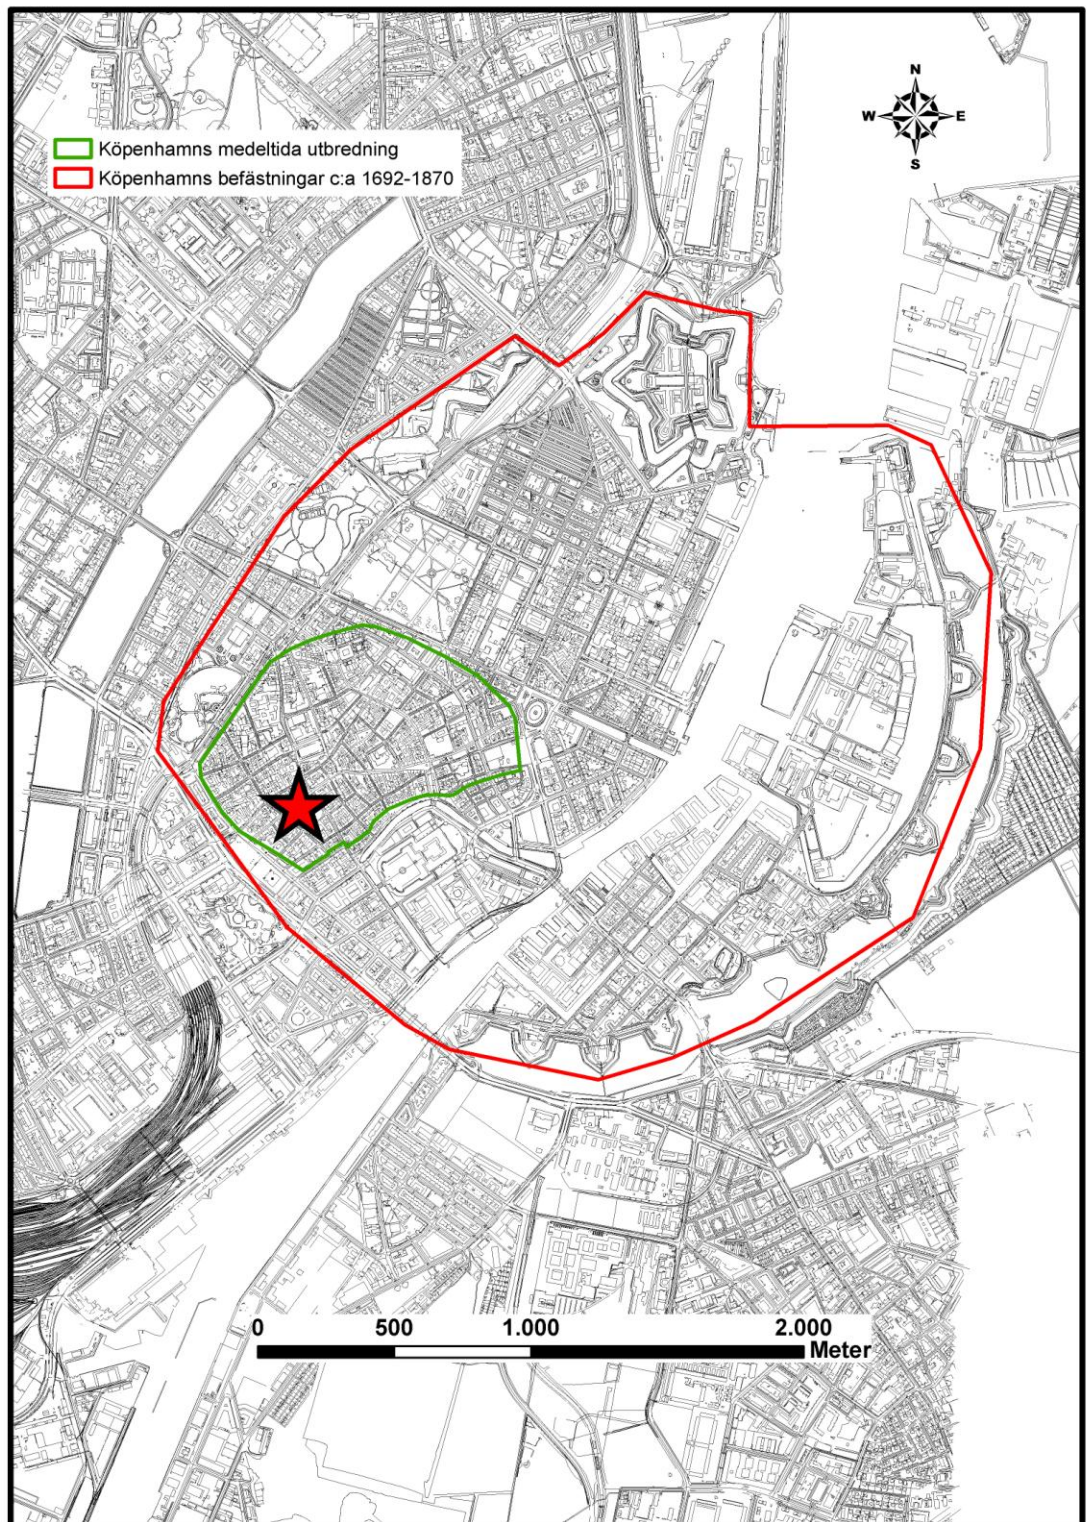 N
W E
S
Köpenhamns medeltida utbredning
Köpenhamns befästningar c:a 1692-1870
0 500 1.000 2.000
Meter